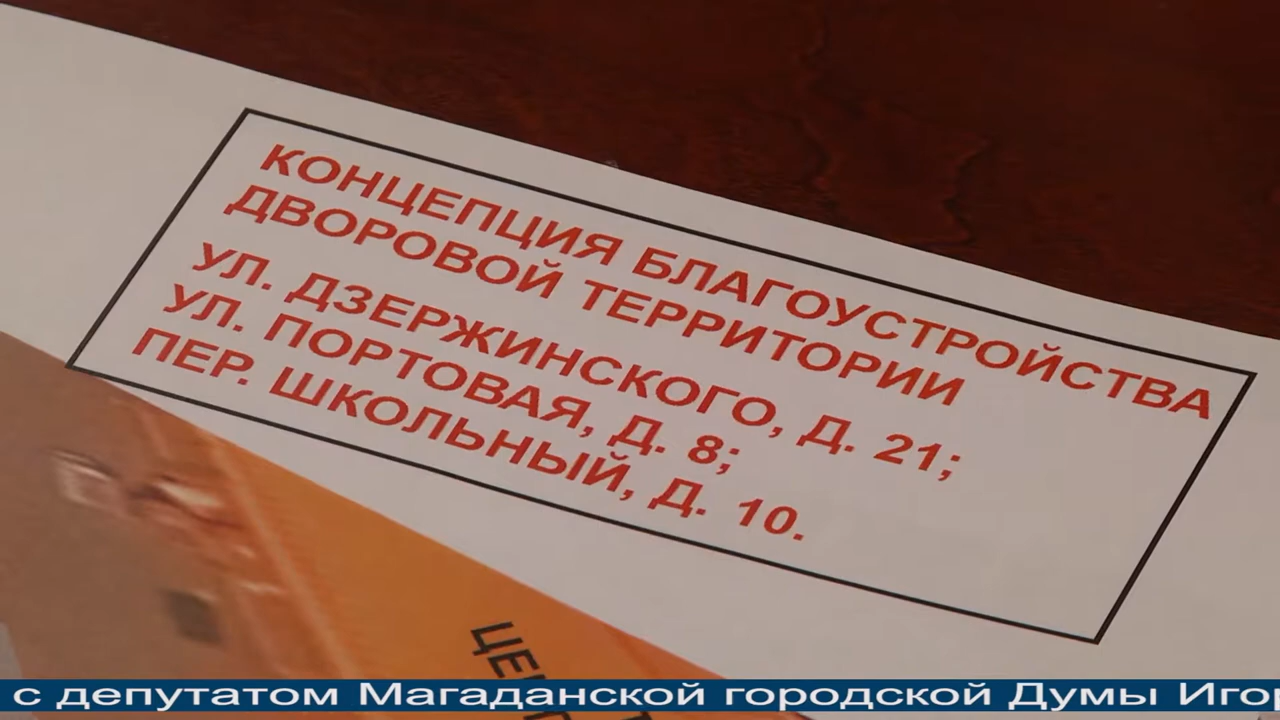 КОНЦЕПЦИЯ БЛАГОУСТРОЙСТВА
ДВОРОВОЙ ТЕРРИТОРИИ
УЛ. ДЗЕРЖИНСКОГО, Д. 21;
УЛ. ПОРТОВАЯ, Д. 8;
ПЕР. ШКОЛЬНЫЙ, Д. 10.
с депутатом Магаданской городской Думы